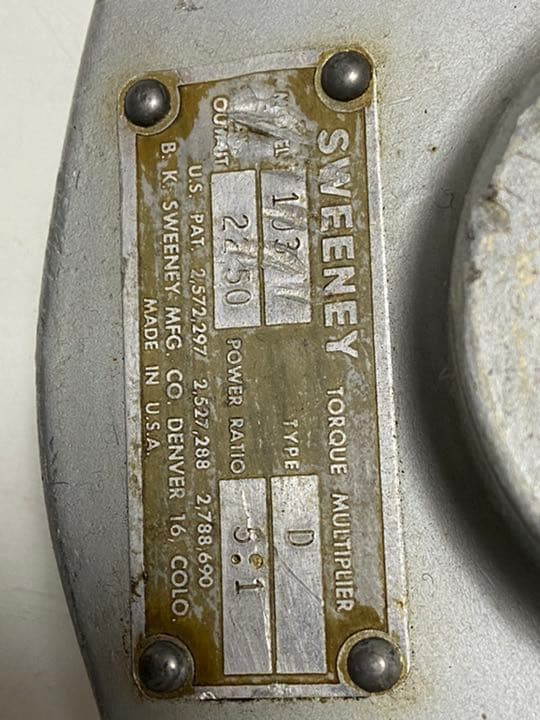 SWEENEY TORQUE MULTIPLIER
MODEL 103 TYPE D
OUTPUT POWER RATIO 5:1
U.S. PAT. 2,572,297 2,527,288 2,788,690
B. K. SWEENEY MFG. CO. DENVER 16, COLO.
MADE IN U.S.A.